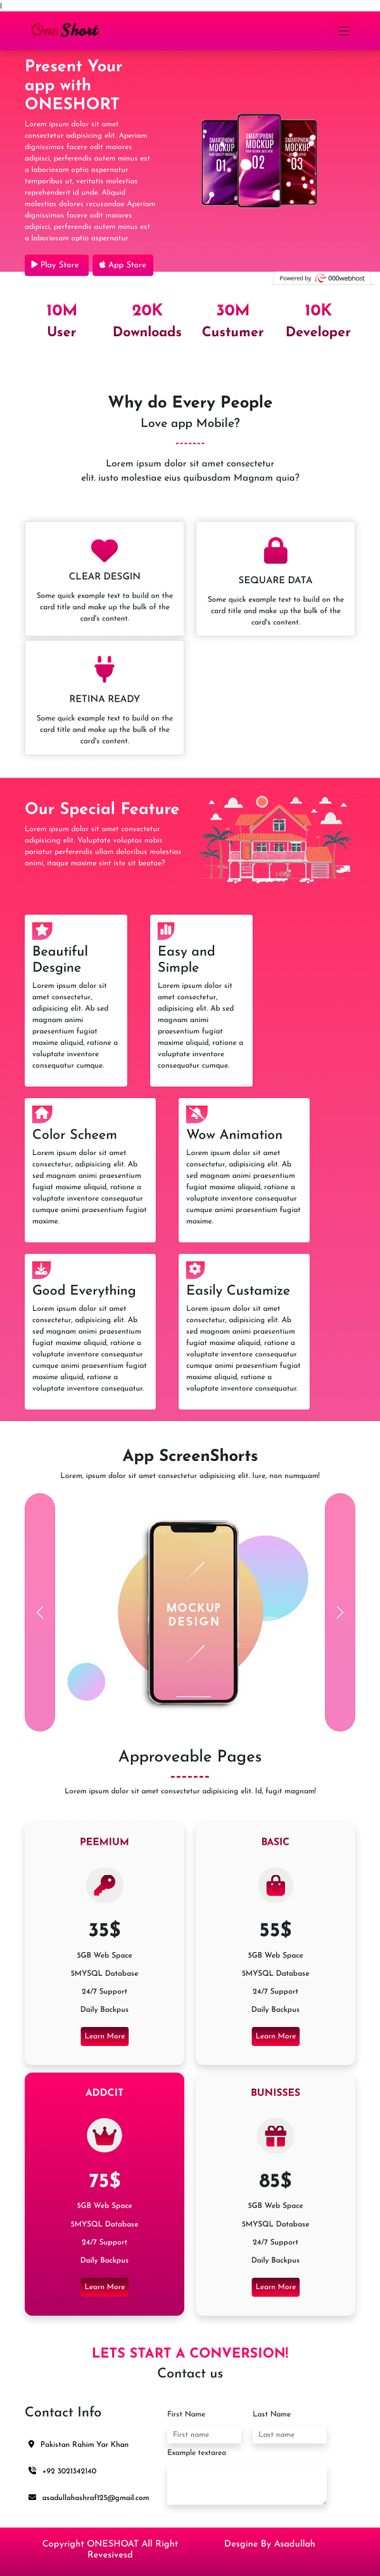 One Short
Present Your
app with
ONESHORT
Lorem ipsum dolor sit amet
consectetur adipisicing elit. Aperiam
dignissimos facere odit maiores
adipisci, perferendis autem minus est
a laboriosam optio aspernatur
temporibus ut, veritatis molestias
reprehenderit id unde. Aliquid
molestias dolores recusandae Aperiam
dignissimos facere odit maiores
adipisci, perferendis autem minus est
a laboriosam optio aspernatur.
SMARTPHONE
MOCKUP
01
SMARTPHONE
MOCKUP
02
SMARTPHONE
MOCKUP
03
Play Store
App Store
Powered by 000webhost
10M
User
20K
Downloads
30M
Custumer
10K
Developer
Why do Every People
Love app Mobile?
-------
Lorem ipsum dolor sit amet consectetur
elit. iusto molestiae eius quibusdam Magnam quia?
CLEAR DESGIN
Some quick example text to build on the
card title and make up the bulk of the
card's content.
SEQUARE DATA
Some quick example text to build on the
card title and make up the bulk of the
card's content.
RETINA READY
Some quick example text to build on the
card title and make up the bulk of the
card's content.
Our Special Feature
Lorem ipsum dolor sit amet consectetur
adipisicing elit. Voluptate voluptas nobis
pariatur perferendis ullam doloribus molestias
animi, itaque maxime sint iste sit beatae?
Beautiful
Desgine
Lorem ipsum dolor sit
amet consectetur,
adipisicing elit. Ab sed
magnam animi
praesentium fugiat
maxime aliquid, ratione a
voluptate inventore
consequatur cumque.
Easy and
Simple
Lorem ipsum dolor sit
amet consectetur,
adipisicing elit. Ab sed
magnam animi
praesentium fugiat
maxime aliquid, ratione a
voluptate inventore
consequatur cumque.
Color Scheem
Lorem ipsum dolor sit amet
consectetur, adipisicing elit. Ab
sed magnam animi praesentium
fugiat maxime aliquid, ratione a
voluptate inventore consequatur
cumque animi praesentium fugiat
maxime.
Wow Animation
Lorem ipsum dolor sit amet
consectetur, adipisicing elit. Ab
sed magnam animi praesentium
fugiat maxime aliquid, ratione a
voluptate inventore consequatur
cumque animi praesentium fugiat
maxime.
Good Everything
Lorem ipsum dolor sit amet
consectetur, adipisicing elit. Ab
sed magnam animi praesentium
fugiat maxime aliquid, ratione a
voluptate inventore consequatur
cumque animi praesentium fugiat
maxime aliquid, ratione a
voluptate inventore consequatur.
Easily Custamize
Lorem ipsum dolor sit amet
consectetur, adipisicing elit. Ab
sed magnam animi praesentium
fugiat maxime aliquid, ratione a
voluptate inventore consequatur
cumque animi praesentium fugiat
maxime aliquid, ratione a
voluptate inventore consequatur.
App ScreenShorts
Lorem, ipsum dolor sit amet consectetur adipisicing elit. Iure, non numquam!
MOCKUP
DESIGN
Approveable Pages
-------
Lorem ipsum dolor sit amet consectetur adipisicing elit. Id, fugit magnam!
PEEMIUM
35$
5GB Web Space
5MYSQL Database
24/7 Support
Daily Backpus
Learn More
BASIC
55$
5GB Web Space
5MYSQL Database
24/7 Support
Daily Backpus
Learn More
ADDCIT
75$
5GB Web Space
5MYSQL Database
24/7 Support
Daily Backpus
Learn More
BUNISSES
85$
5GB Web Space
5MYSQL Database
24/7 Support
Daily Backpus
Learn More
LETS START A CONVERSION!
Contact us
Contact Info
Pakistan Rahim Yar Khan
+92 3021342140
asadullahashraf125@gmail.com
First Name
First name
Last Name
Last name
Example textarea
Copyright ONESHOAT All Right
Revesivesd
Desgine By Asadullah